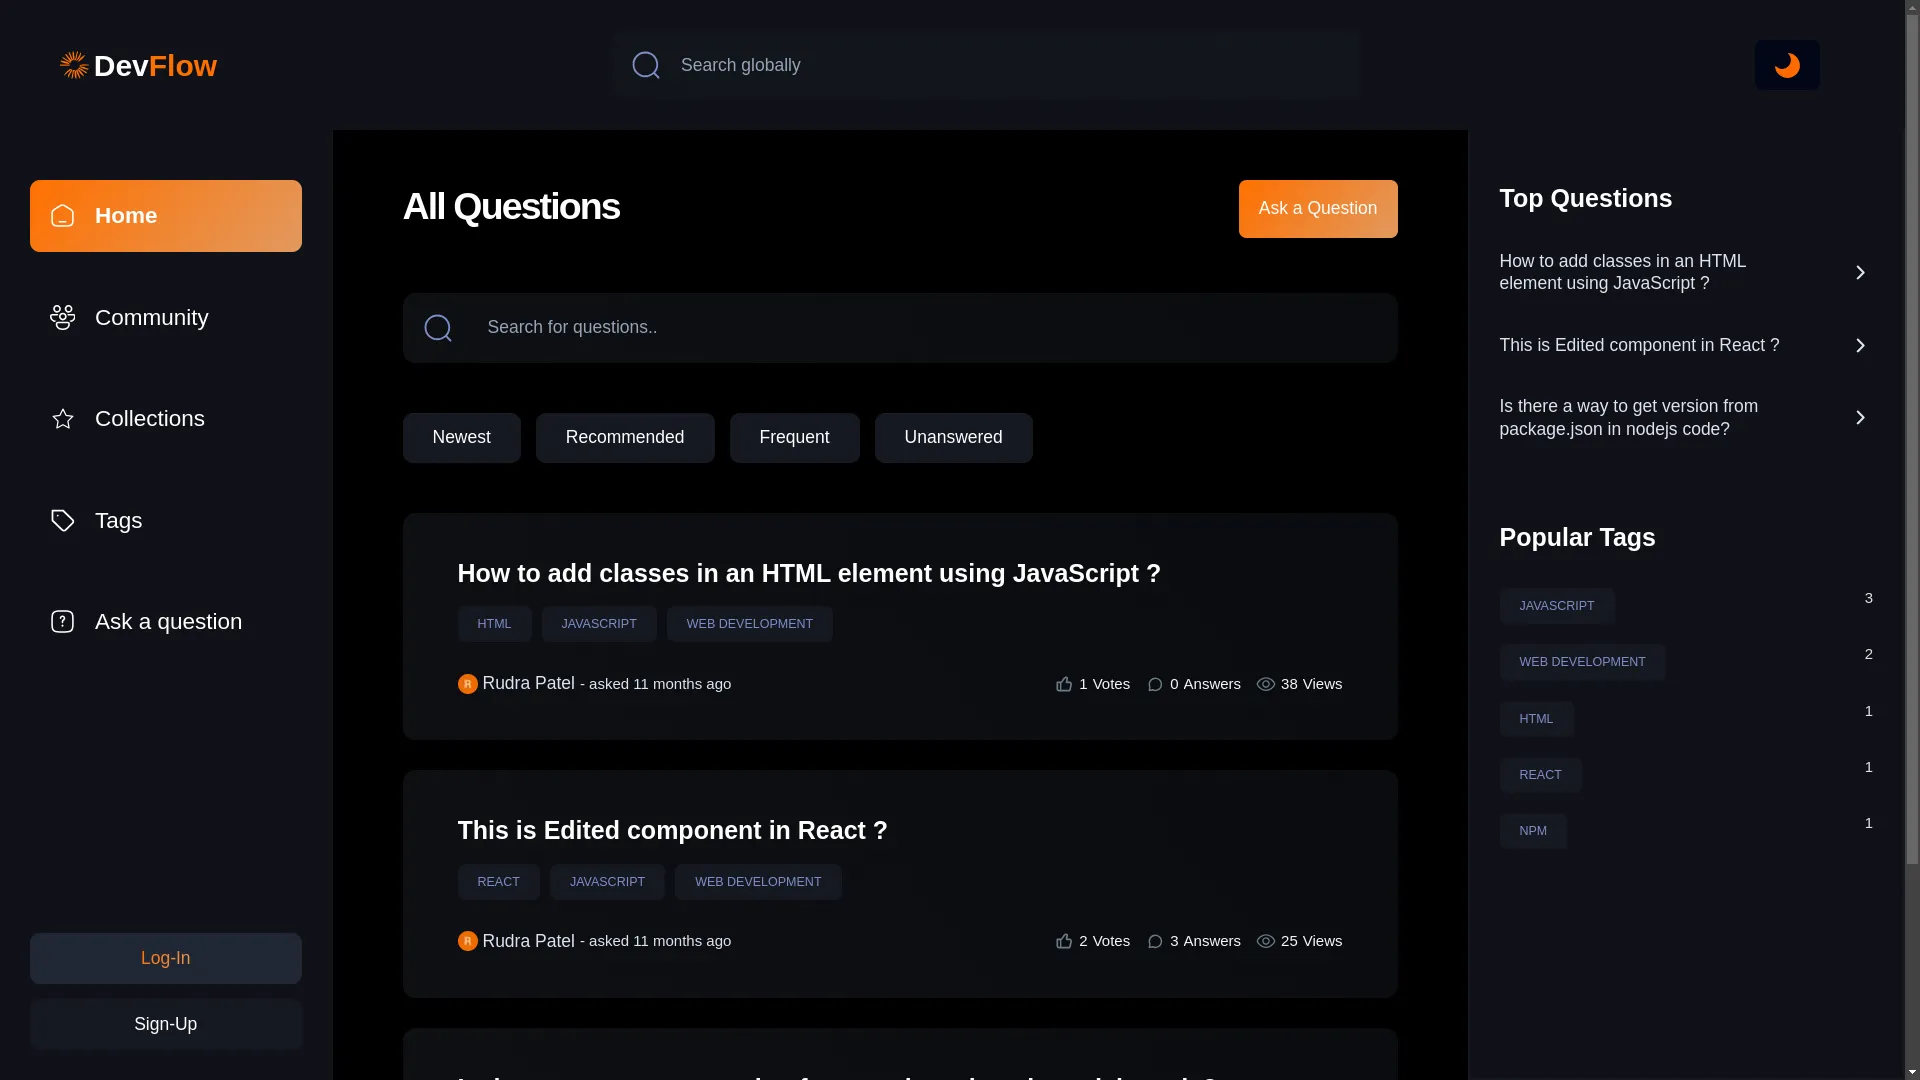 DevFlow
Search globally
Home
Community
Collections
Tags
Ask a question
Log-In
Sign-Up
All Questions
Ask a Question
Search for questions..
Newest
Recommended
Frequent
Unanswered
How to add classes in an HTML element using JavaScript ?
HTML
JAVASCRIPT
WEB DEVELOPMENT
R
Rudra Patel - asked 11 months ago
1 Votes
0 Answers
38 Views
This is Edited component in React ?
REACT
JAVASCRIPT
WEB DEVELOPMENT
R
Rudra Patel - asked 11 months ago
2 Votes
3 Answers
25 Views
Top Questions
How to add classes in an HTML
element using JavaScript ?
This is Edited component in React ?
Is there a way to get version from
package.json in nodejs code?
Popular Tags
JAVASCRIPT 3
WEB DEVELOPMENT 2
HTML 1
REACT 1
NPM 1